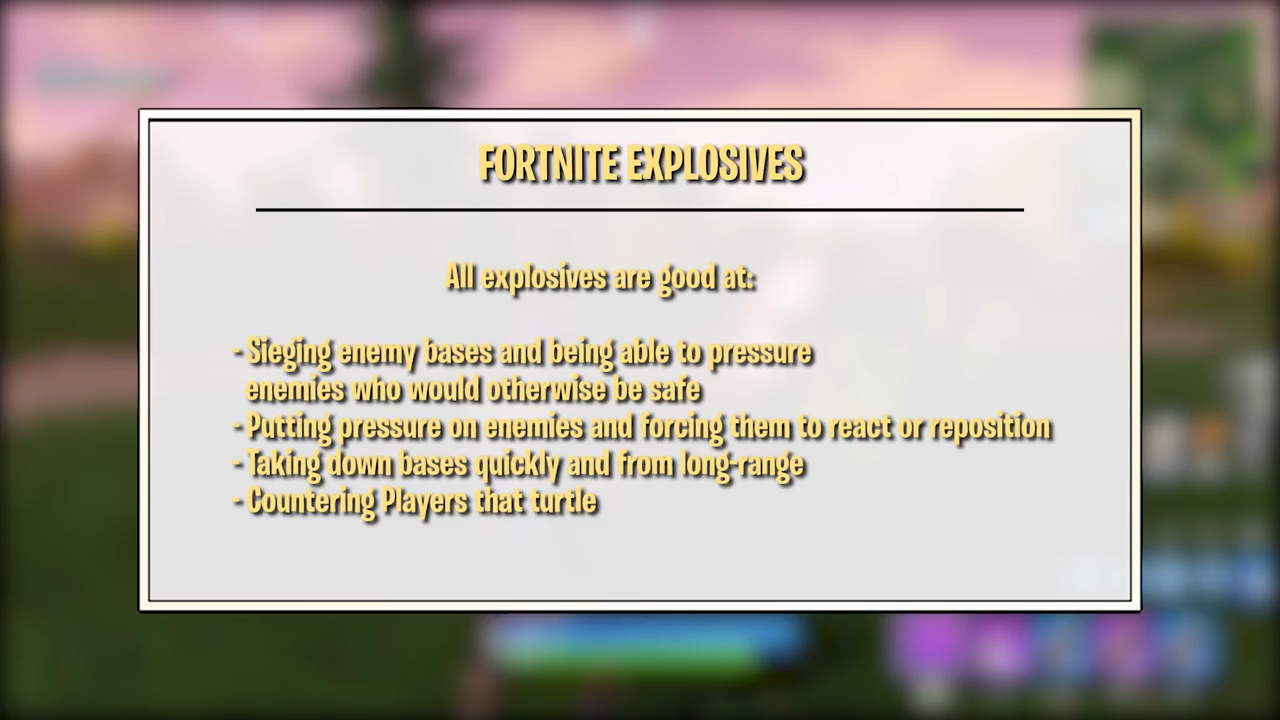 FORTNITE EXPLOSIVES
All explosives are good at:
- Sieging enemy bases and being able to pressure
enemies who would otherwise be safe
- Putting pressure on enemies and forcing them to react or reposition
- Taking down bases quickly and from long-range
- Countering Players that turtle